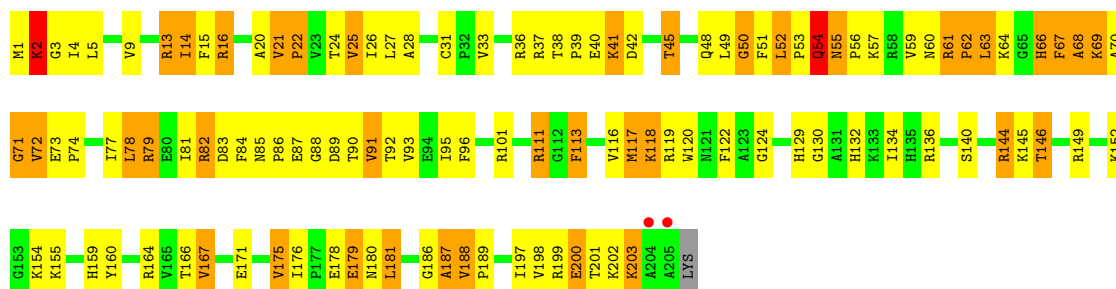 M1 K2 G3 I4 L5 V9 R13 I14 F15 R16 A20 V21 P22 V23 T24 V25 I26 L27 A28 C31 P32 V33 R36 R37 T38 P39 E40 K41 D42 T45 Q48 L49 G50 F51 L52 P53 Q54 N55 P56 K57 R58 V59 N60 R61 P62 L63 K64 G65 H66 F67 A68 K69 A70
G71 V72 E73 P74 I77 L78 R79 E80 I81 R82 D83 F84 N85 P86 E87 G88 D89 T90 V91 T92 V93 E94 I95 F96 R101 R111 G112 F113 V116 M117 K118 R119 W120 N121 F122 A123 G124 H129 G130 A131 H132 K133 I134 H135 R136 S140 R144 K145 T146 R149 K152
G153 K154 K155 H159 Y160 R164 V165 T166 V167 E171 V175 I176 P177 E178 E179 N180 L181 G186 A187 V188 P189 I197 V198 R199 E200 T201 K202 K203 A204 A205 LYS